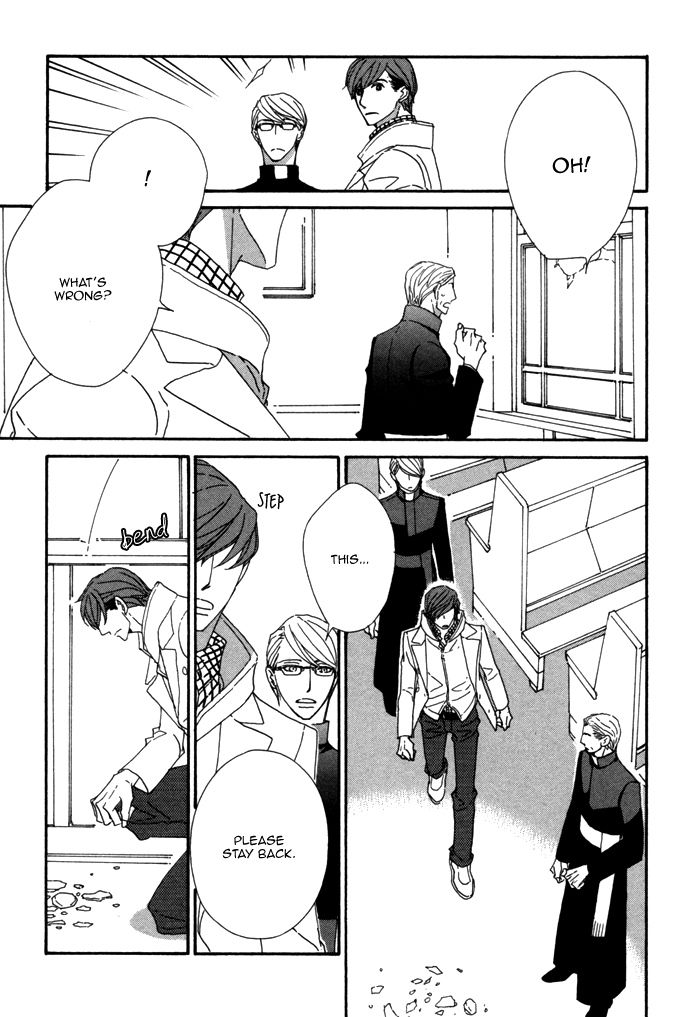 OH!
!
WHAT'S
WRONG?
THIS...
STEP
PLEASE
STAY BACK.
bend